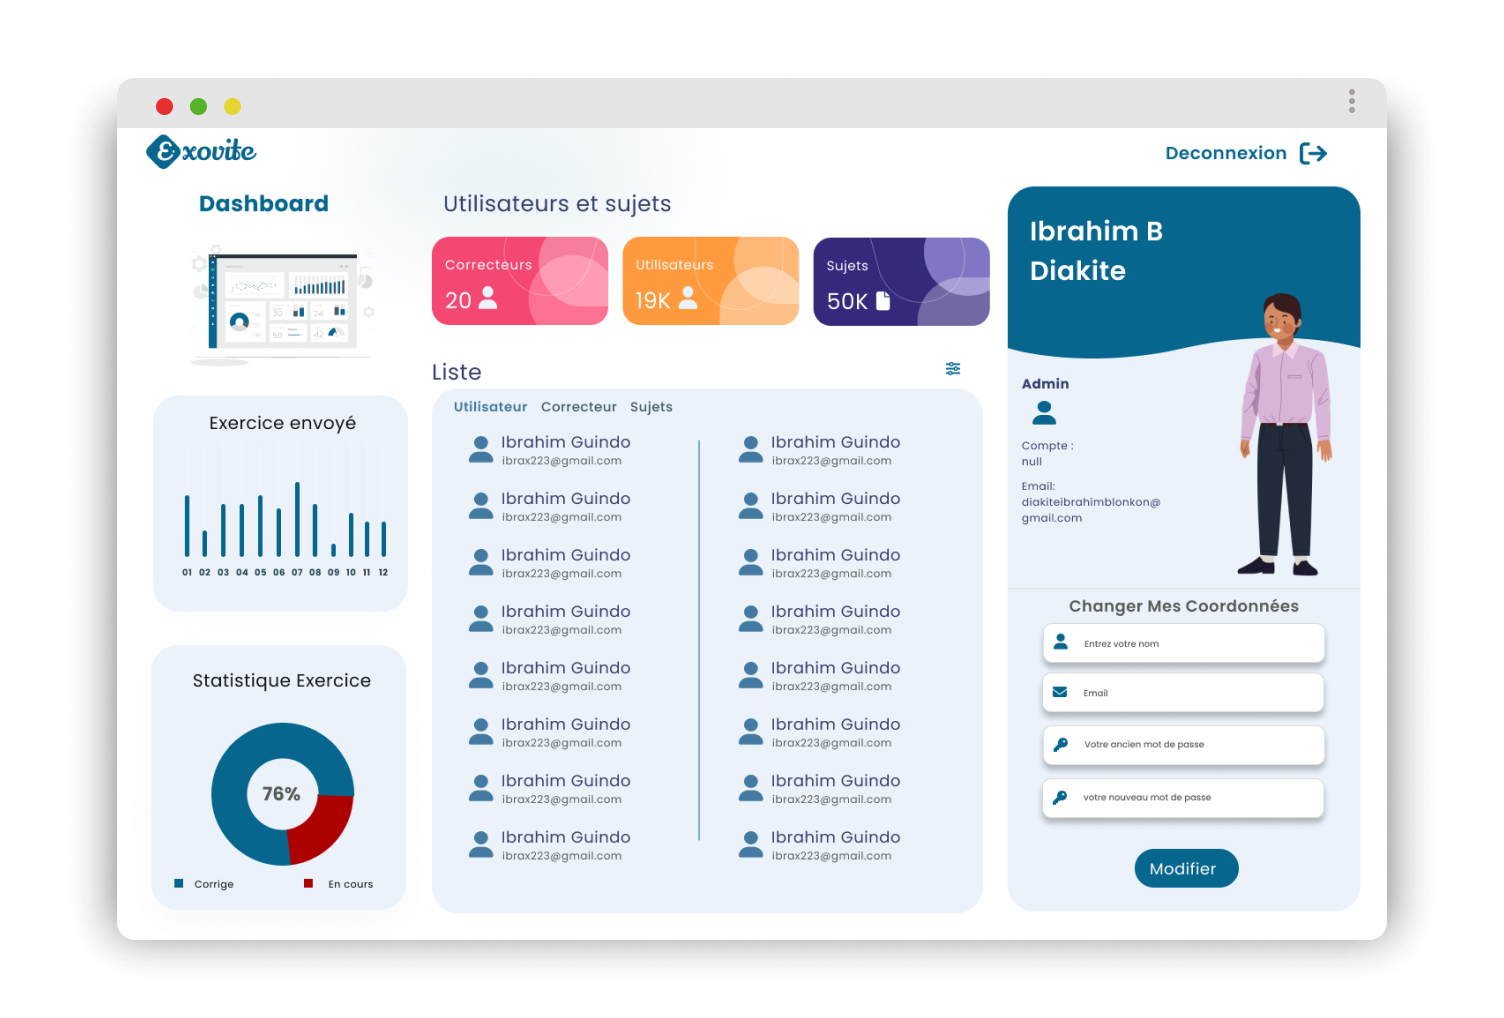 Exovite
Deconnexion
Dashboard
30
24
50
42
Exercice envoyé
01 02 03 04 05 06 07 08 09 10 11 12
Statistique Exercice
76%
Corrige
En cours
Utilisateurs et sujets
Correcteurs
20
Utilisateurs
19K
Sujets
50K
Liste
Utilisateur Correcteur Sujets
Ibrahim Guindo
ibrax223@gmail.com
Ibrahim Guindo
ibrax223@gmail.com
Ibrahim Guindo
ibrax223@gmail.com
Ibrahim Guindo
ibrax223@gmail.com
Ibrahim Guindo
ibrax223@gmail.com
Ibrahim Guindo
ibrax223@gmail.com
Ibrahim Guindo
ibrax223@gmail.com
Ibrahim Guindo
ibrax223@gmail.com
Ibrahim Guindo
ibrax223@gmail.com
Ibrahim Guindo
ibrax223@gmail.com
Ibrahim Guindo
ibrax223@gmail.com
Ibrahim Guindo
ibrax223@gmail.com
Ibrahim Guindo
ibrax223@gmail.com
Ibrahim Guindo
ibrax223@gmail.com
Ibrahim Guindo
ibrax223@gmail.com
Ibrahim Guindo
ibrax223@gmail.com
Ibrahim B
Diakite
Admin
Compte :
null
Email:
diakiteibrahimblonkon@
gmail.com
Changer Mes Coordonnées
Entrez votre nom
Email
Votre ancien mot de passe
votre nouveau mot de passe
Modifier